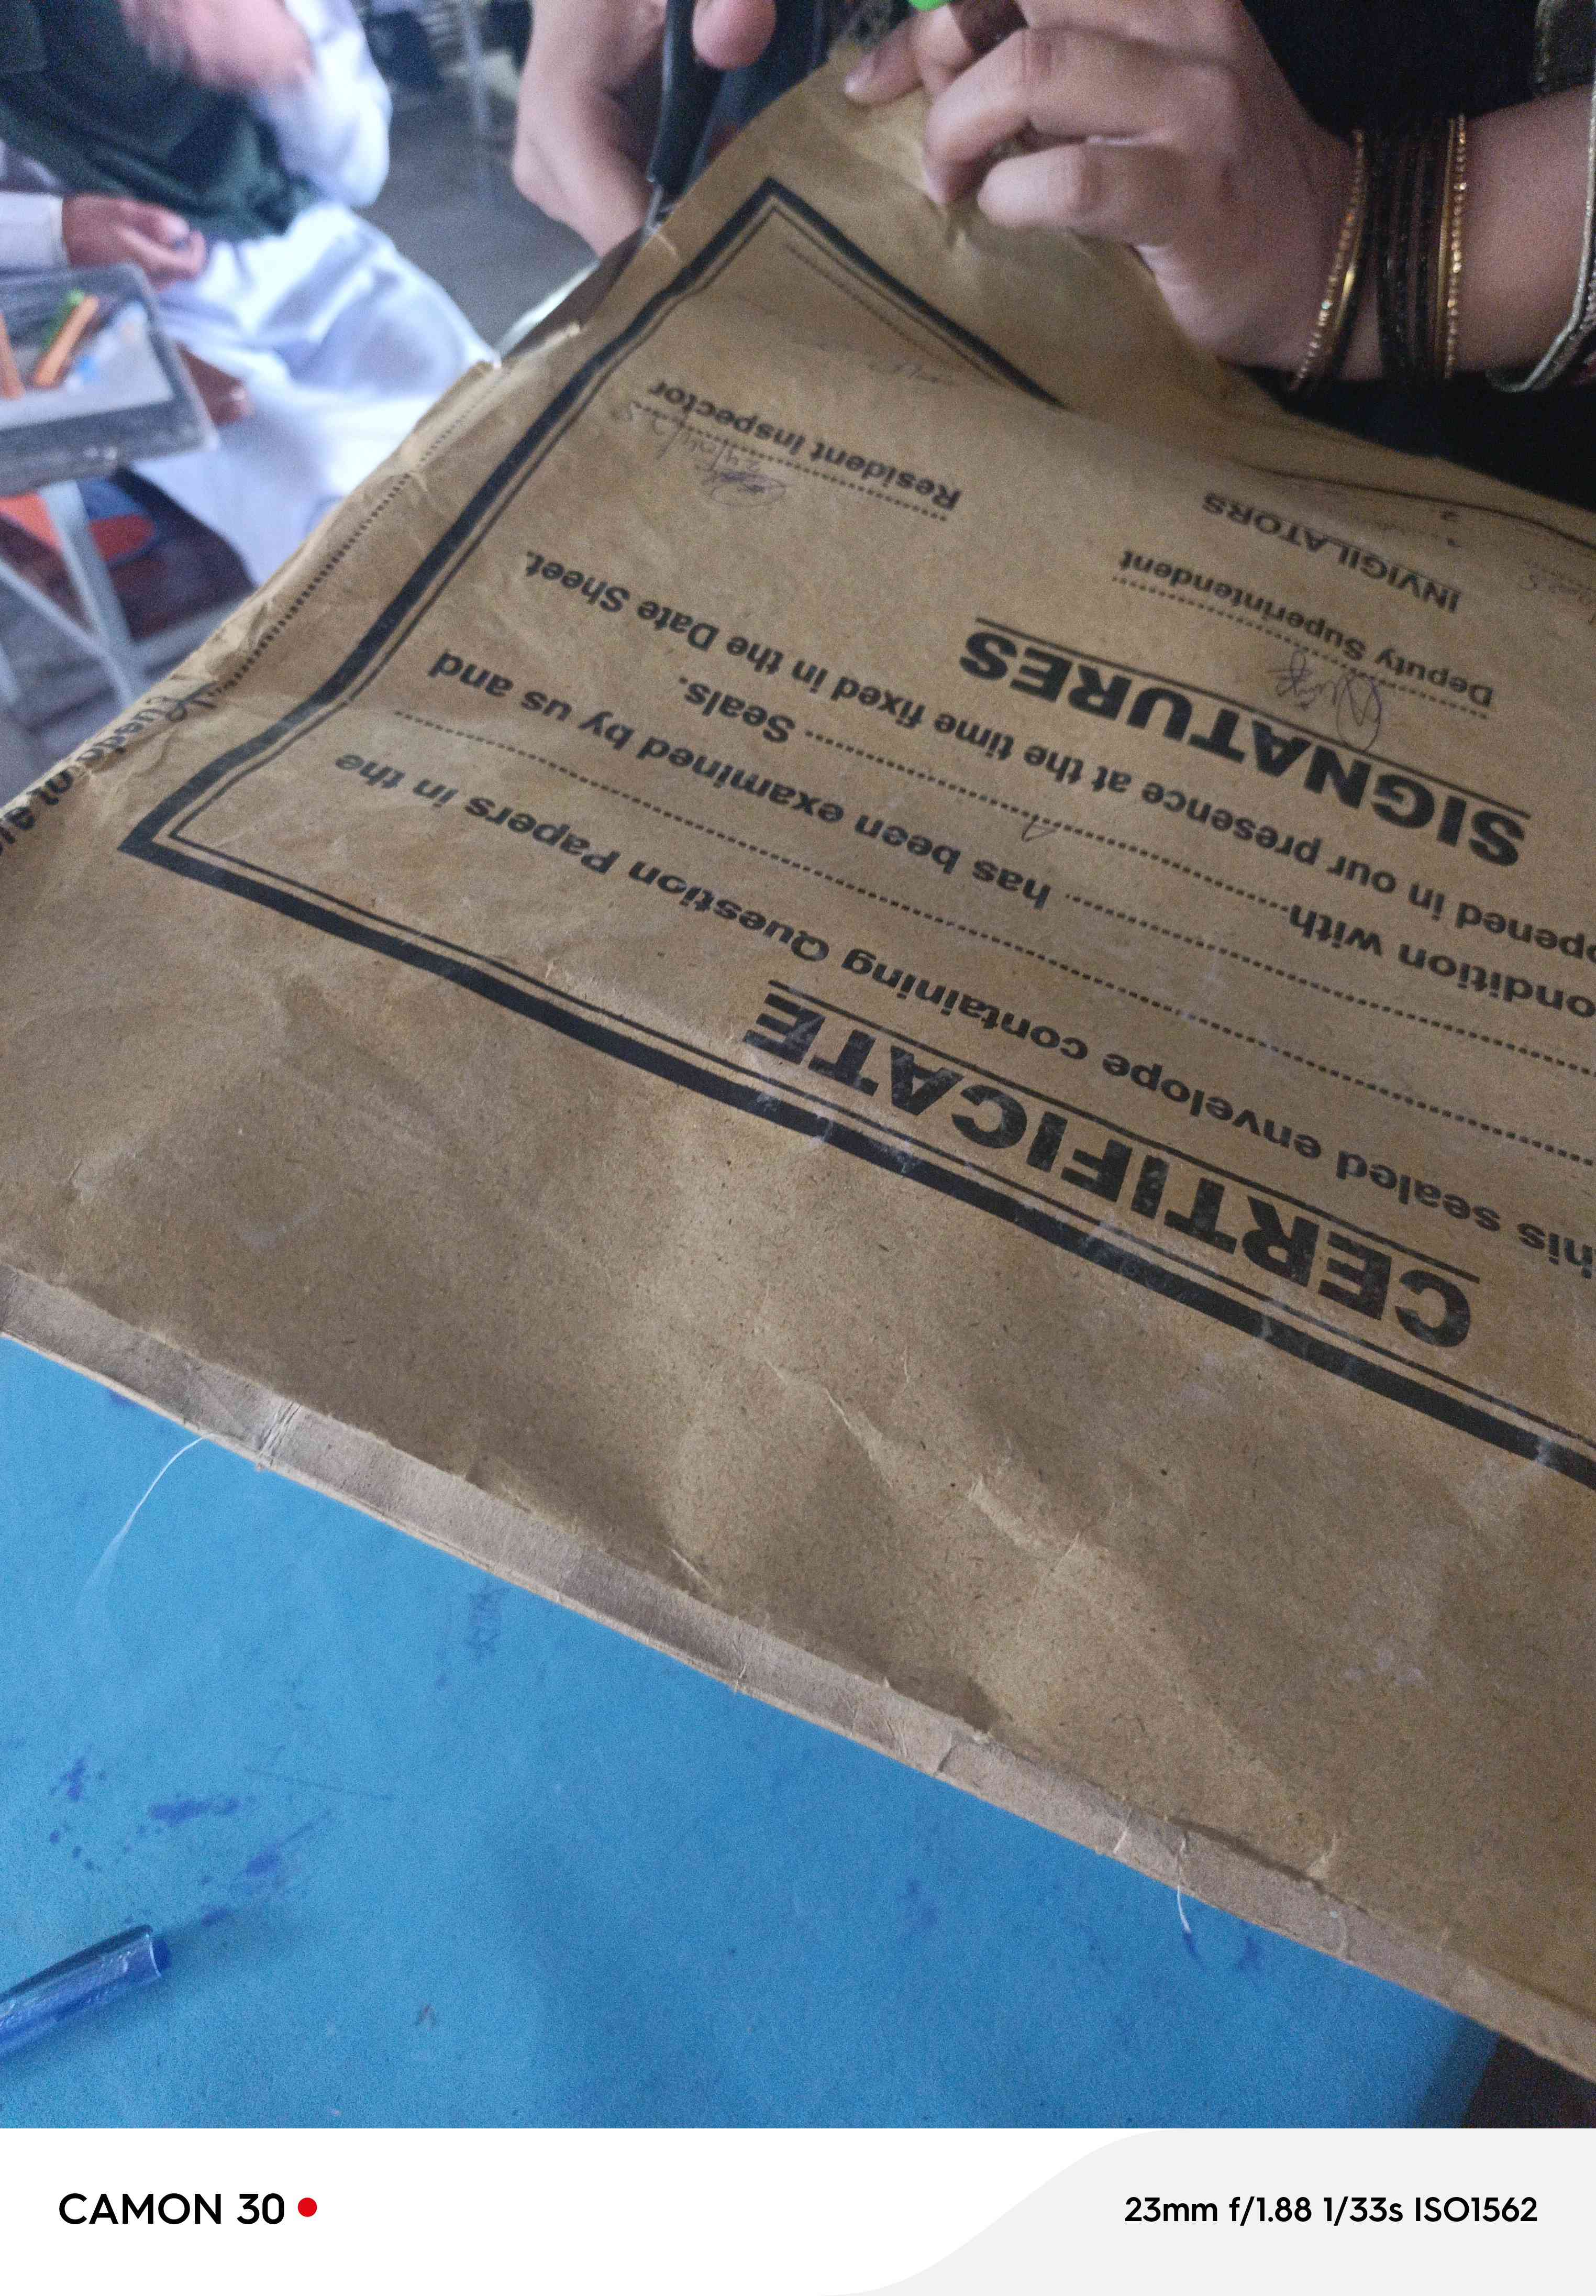 CERTIFICATE
his sealed envelope containing Question Papers in the
has been examined by us and
ondition with Seals.
pened in our presence at the time fixed in the Date Sheet.
SIGNATURES
Deputy Superintendent
Resident Inspector
INVIGILATORS
2
CAMON 30
23mm f/1.88 1/33s ISO1562